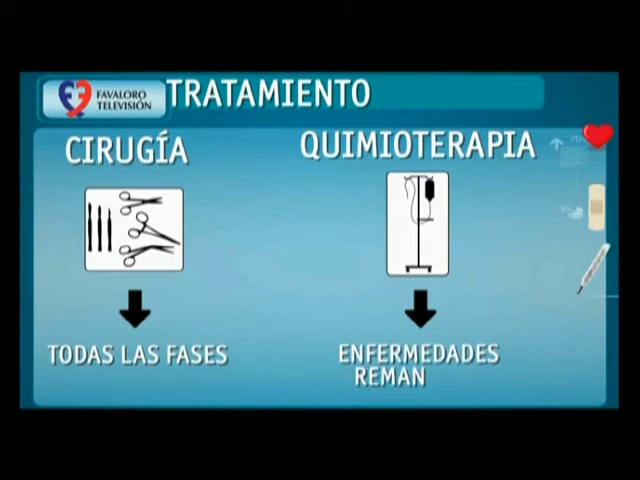 FAVALORO
TELEVISIÓN
TRATAMIENTO
CIRUGÍA
QUIMIOTERAPIA
TODAS LAS FASES
ENFERMEDADES
REMAN